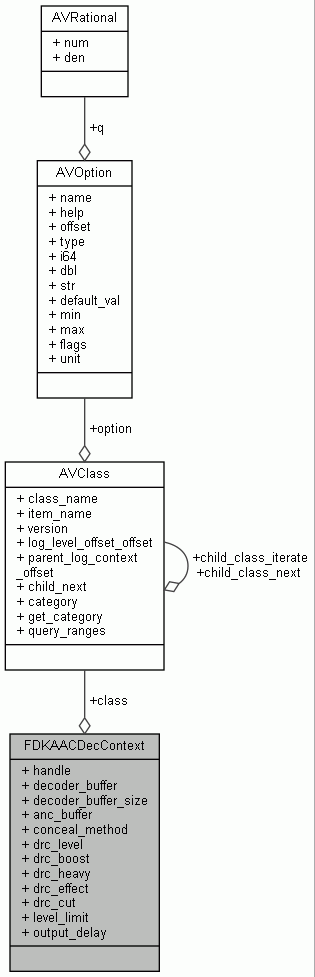 AVRational
+ num
+ den
+q
AVOption
+ name
+ help
+ offset
+ type
+ i64
+ dbl
+ str
+ default_val
+ min
+ max
+ flags
+ unit
+option
AVClass
+ class_name
+ item_name
+ version
+ log_level_offset_offset
+ parent_log_context
_offset
+ child_next
+ category
+ get_category
+ query_ranges
+child_class_iterate
+child_class_next
+class
FDKAACDecContext
+ handle
+ decoder_buffer
+ decoder_buffer_size
+ anc_buffer
+ conceal_method
+ drc_level
+ drc_boost
+ drc_heavy
+ drc_effect
+ drc_cut
+ level_limit
+ output_delay